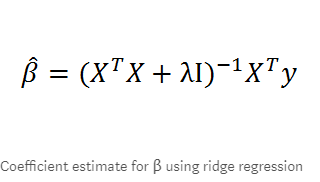 β̂ = (XᵀX + λI)⁻¹Xᵀy
Coefficient estimate for β using ridge regression